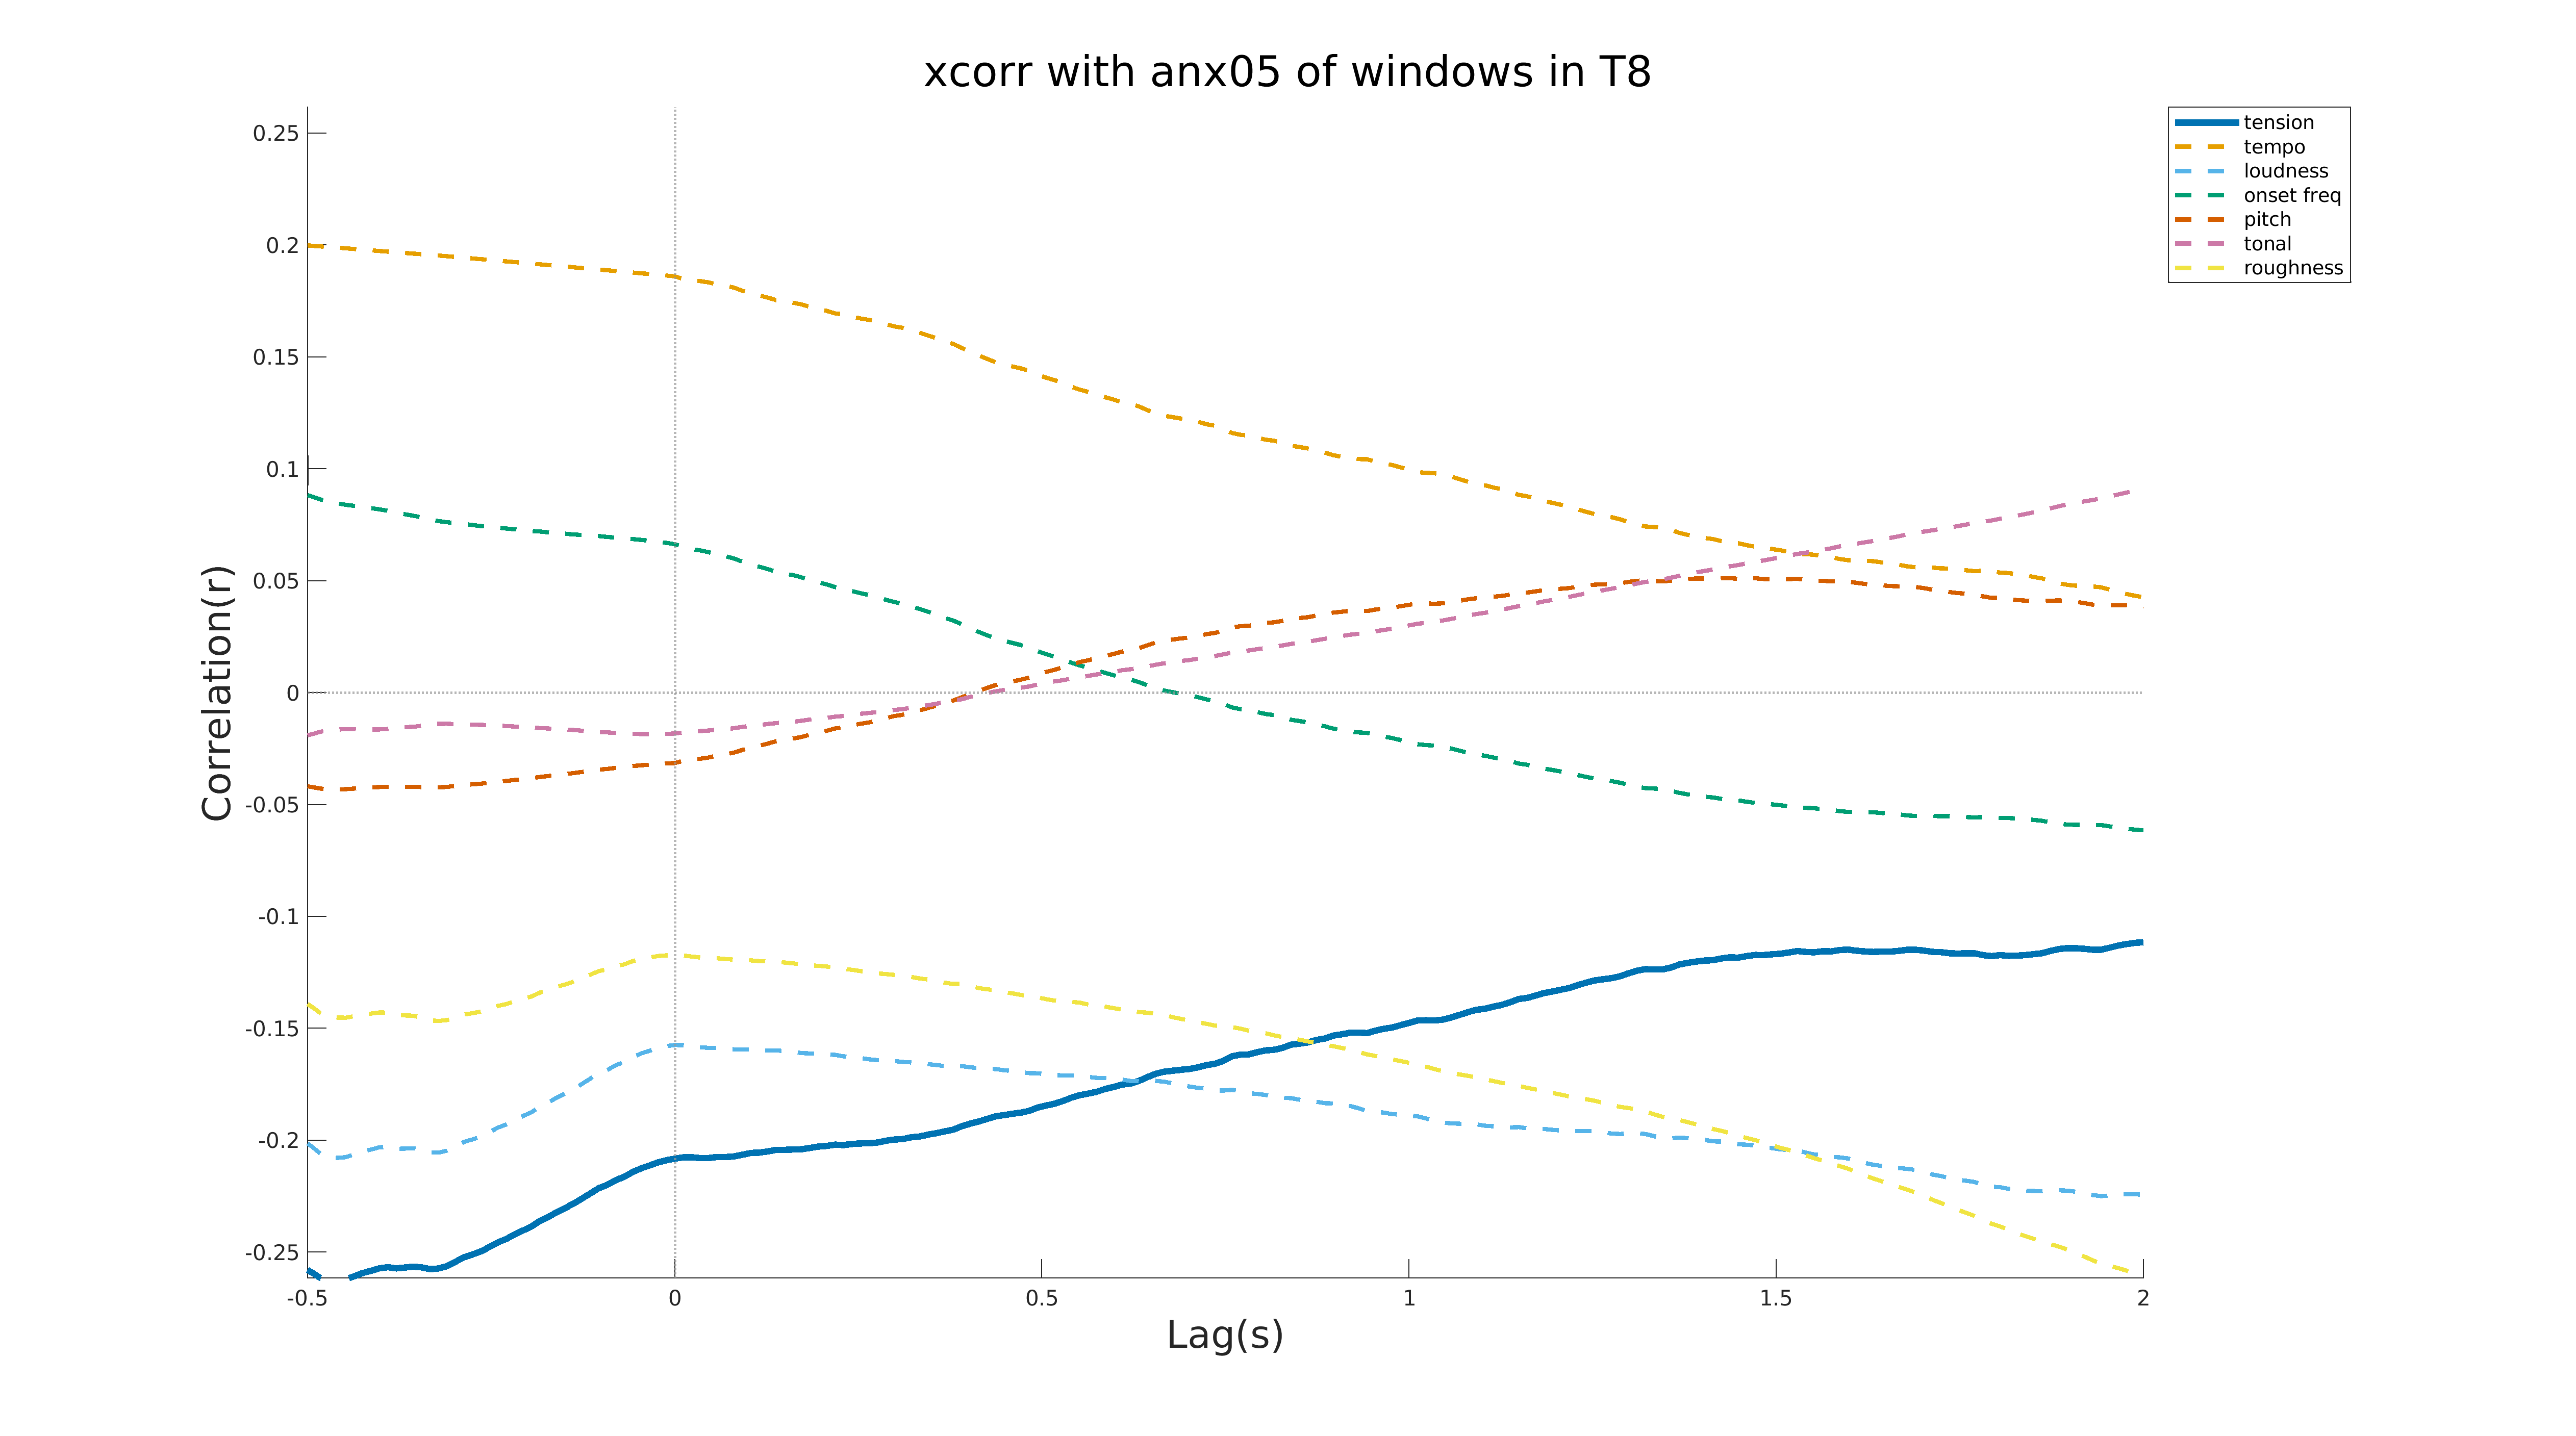 xcorr with anx05 of windows in T8
tension
tempo
loudness
onset freq
pitch
tonal
roughness
Correlation(r)
0.25
0.2
0.15
0.1
0.05
0
-0.05
-0.1
-0.15
-0.2
-0.25
-0.5
0
0.5
1
1.5
2
Lag(s)